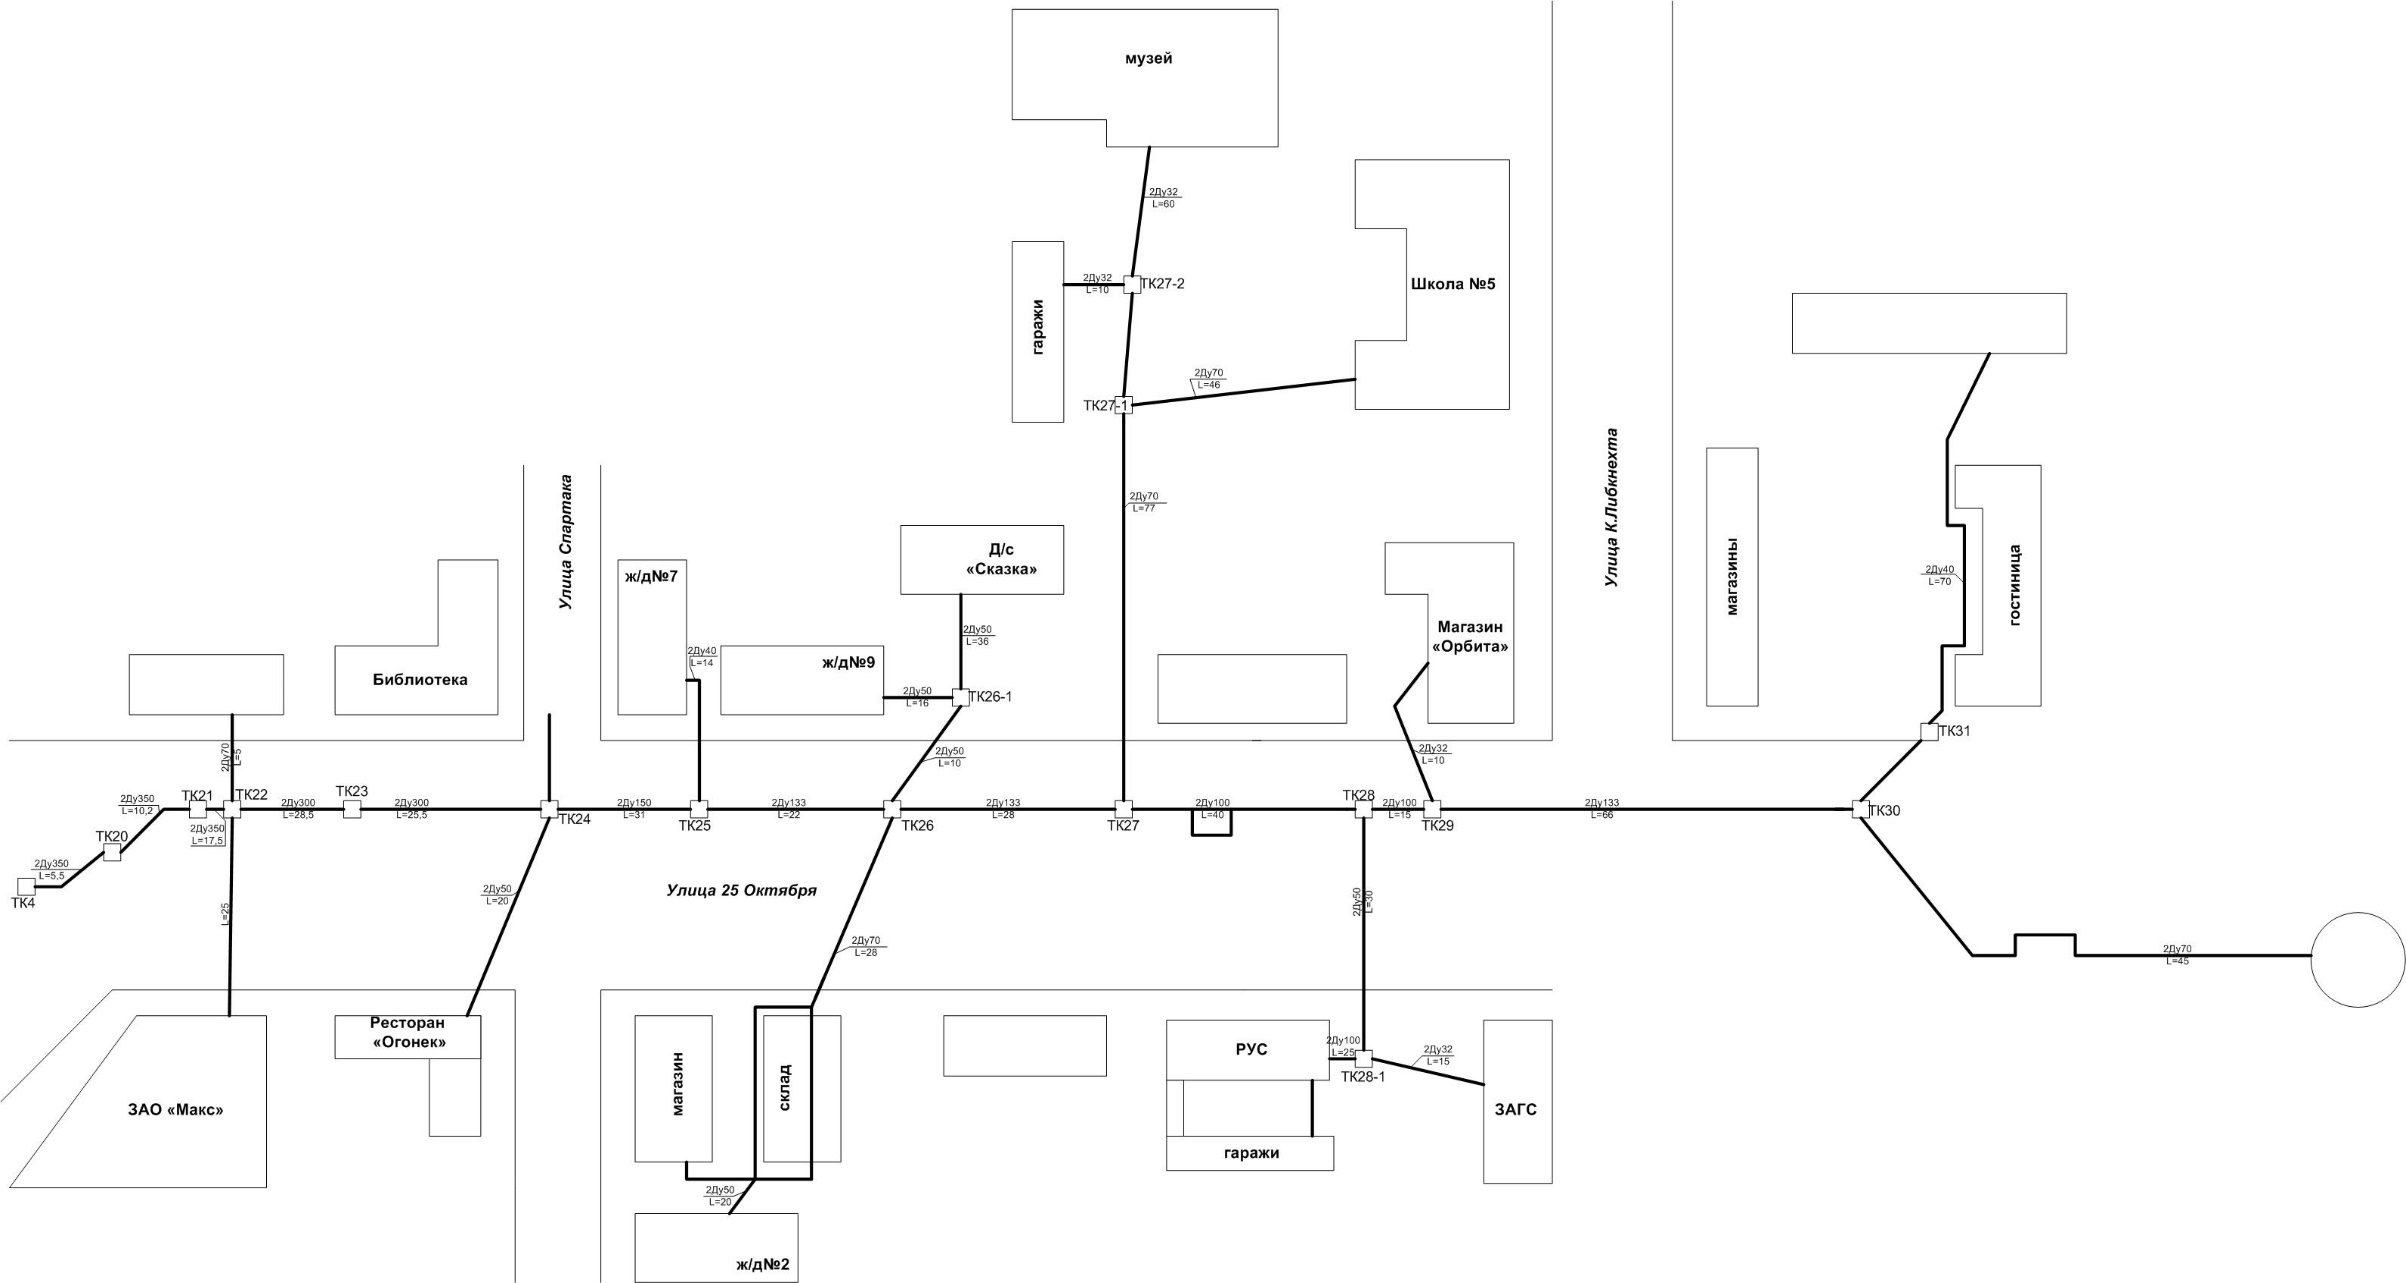 музей
2Ду32
L=60
2Ду32
L=10
ТК27-2
Школа №5
гаражи
2Ду70
L=46
ТК27-1
Улица Спартака
Улица К.Либкнехта
2Ду70
L=77
Д/с
«Сказка»
ж/д№7
магазины
гостиница
2Ду40
L=70
2Ду50
L=36
Магазин
«Орбита»
2Ду40
L=14
ж/д№9
Библиотека
2Ду50
L=16
ТК26-1
ТК31
2Ду70
L=5
2Ду50
L=10
2Ду32
L=10
ТК21
ТК22
ТК23
ТК28
2Ду350
L=10,2
2Ду300
L=28,5
2Ду300
L=25,5
2Ду150
L=31
2Ду133
L=22
2Ду133
L=28
2Ду100
L=40
2Ду100
L=15
2Ду133
L=66
ТК30
ТК24
ТК25
ТК26
ТК27
ТК29
2Ду350
L=17,5
ТК20
2Ду350
L=5,5
ТК4
Улица 25 Октября
2Ду50
L=20
L=25
2Ду50
L=30
2Ду70
L=28
2Ду70
L=45
Ресторан
«Огонек»
РУС
2Ду100
L=25
2Ду32
L=15
ТК28-1
магазин
склад
ЗАО «Макс»
ЗАГС
гаражи
2Ду50
L=20
ж/д№2